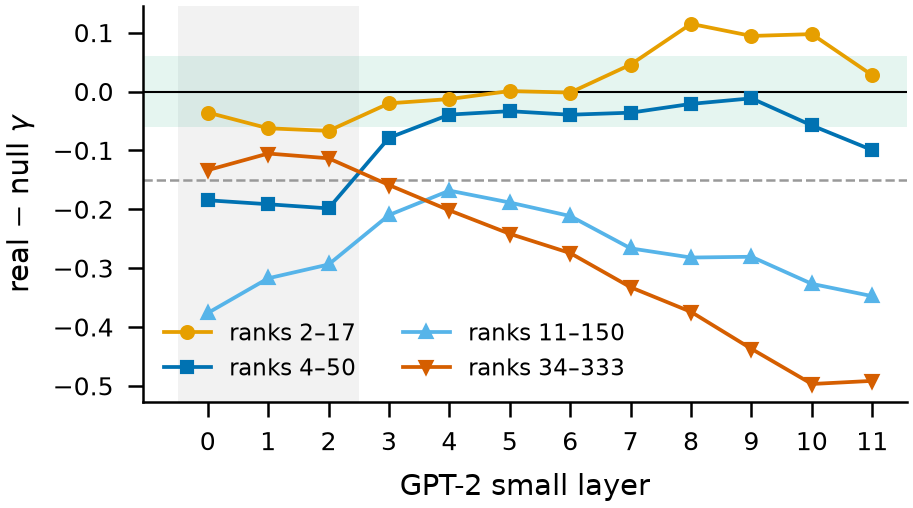 0.1
0.0
−0.1
−0.2
−0.3
−0.4
−0.5
real − null γ
ranks 2–17
ranks 4–50
ranks 11–150
ranks 34–333
0 1 2 3 4 5 6 7 8 9 10 11
GPT-2 small layer